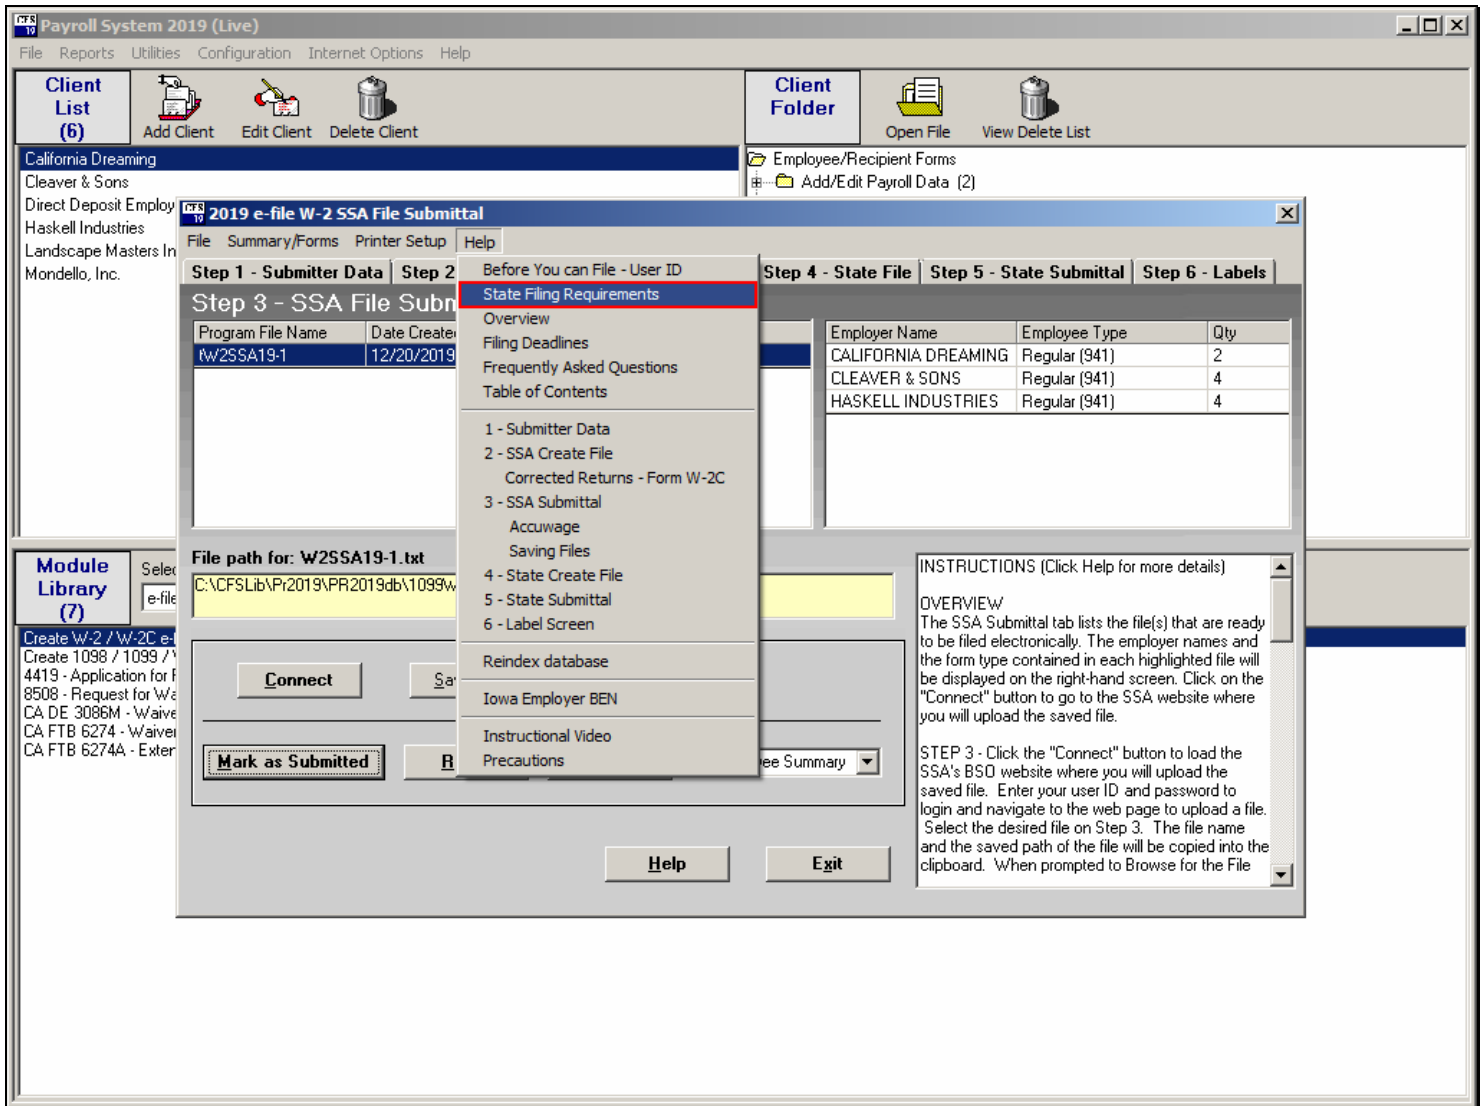 CFS 19 Payroll System 2019 (Live)
File Reports Utilities Configuration Internet Options Help
Client List (6)
Add Client Edit Client Delete Client
Client Folder
Open File View Delete List
California Dreaming
Cleaver & Sons
Direct Deposit Employ
Haskell Industries
Landscape Masters In
Mondello, Inc.
Employee/Recipient Forms
Add/Edit Payroll Data (2)
CFS 19 2019 e-file W-2 SSA File Submittal
File Summary/Forms Printer Setup Help
Step 1 - Submitter Data Step 2 Step 4 - State File Step 5 - State Submittal Step 6 - Labels
Step 3 - SSA File Subm
Program File Name Date Create
W2SSA19-1 12/20/2019
Employer Name Employee Type Qty
CALIFORNIA DREAMING Regular (941) 2
CLEAVER & SONS Regular (941) 4
HASKELL INDUSTRIES Regular (941) 4
Before You can File - User ID
State Filing Requirements
Overview
Filing Deadlines
Frequently Asked Questions
Table of Contents
1 - Submitter Data
2 - SSA Create File
Corrected Returns - Form W-2C
3 - SSA Submittal
Accuwage
Saving Files
4 - State Create File
5 - State Submittal
6 - Label Screen
Reindex database
Iowa Employer BEN
Instructional Video
Precautions
File path for: W2SSA19-1.txt
C:\CFSLib\Pr2019\PR2019db\1099W
Connect Sa
Mark as Submitted R ee Summary
Help Exit
INSTRUCTIONS (Click Help for more details)
OVERVIEW
The SSA Submittal tab lists the file(s) that are ready
to be filed electronically. The employer names and
the form type contained in each highlighted file will
be displayed on the right-hand screen. Click on the
"Connect" button to go to the SSA website where
you will upload the saved file.
STEP 3 - Click the "Connect" button to load the
SSA's BSO website where you will upload the
saved file. Enter your user ID and password to
login and navigate to the web page to upload a file.
Select the desired file on Step 3. The file name
and the saved path of the file will be copied into the
clipboard. When prompted to Browse for the File
Module Library (7)
Selec
e-file
Create W-2 / W-2C e-
Create 1098 / 1099 /
4419 - Application for F
8508 - Request for Wa
CA DE 3086M - Waive
CA FTB 6274 - Waiver
CA FTB 6274A - Exter